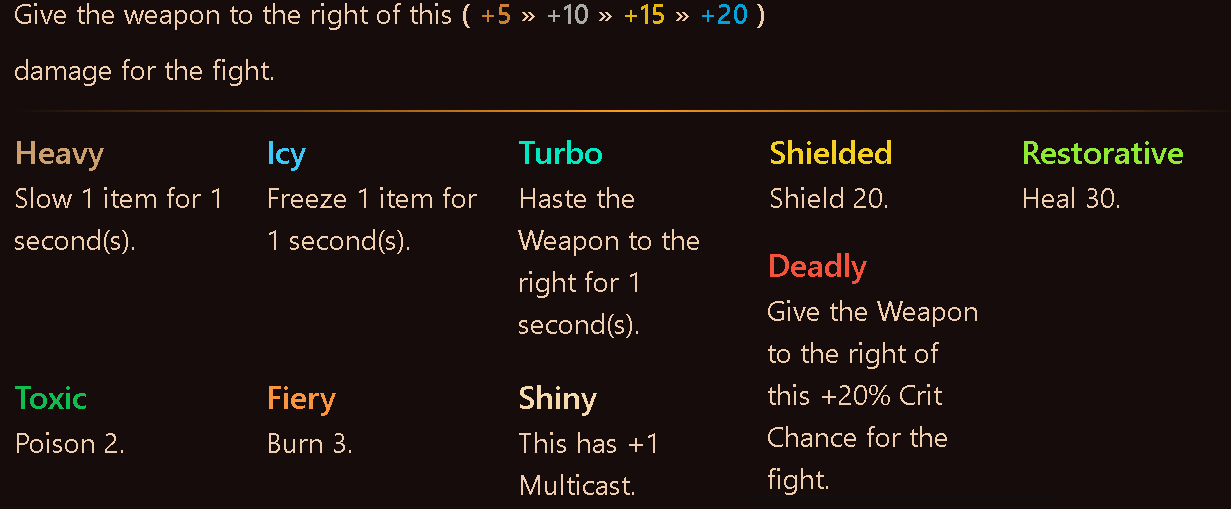 Give the weapon to the right of this ( +5 » +10 » +15 » +20 )
damage for the fight.
Heavy
Slow 1 item for 1
second(s).
Icy
Freeze 1 item for
1 second(s).
Turbo
Haste the
Weapon to the
right for 1
second(s).
Shielded
Shield 20.
Restorative
Heal 30.
Toxic
Poison 2.
Fiery
Burn 3.
Shiny
This has +1
Multicast.
Deadly
Give the Weapon
to the right of
this +20% Crit
Chance for the
fight.